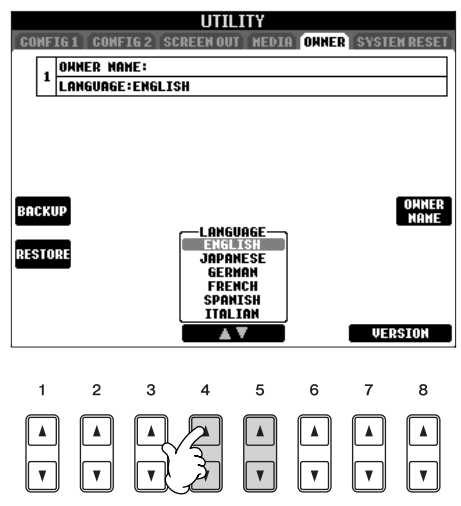 UTILITY
CONFIG 1 CONFIG 2 SCREEN OUT MEDIA OWNER SYSTEM RESET
1
OWNER NAME:
LANGUAGE:ENGLISH
BACKUP
OWNER NAME
RESTORE
LANGUAGE
ENGLISH
JAPANESE
GERMAN
FRENCH
SPANISH
ITALIAN
▲▼ VERSION
1 2 3 4 5 6 7 8